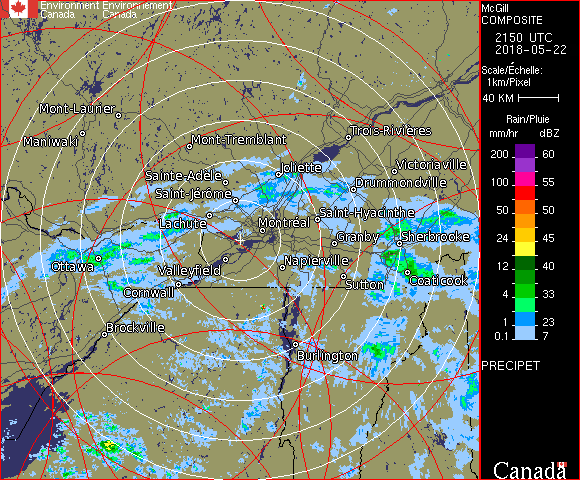 Environment Environnement
Canada Canada
McGill
COMPOSITE
2150 UTC
2018-05-22
Scale/Échelle:
1km/Pixel
40 KM
Rain/Pluie
mm/hr dBZ
200 60
100 55
50 50
24 45
12 40
4 33
1 23
0.1 7
PRECIPET
Canada
Mont-Laurier
Maniwaki
Mont-Tremblant
Trois-Rivières
Sainte-Adèle
Joliette
Victoriaville
Saint-Jérôme
Drummondville
Lachute
Saint-Hyacinthe
Montréal
Granby
Sherbrooke
Ottawa
Valleyfield
Napierville
Cornwall
Sutton
Coaticook
Brockville
Burlington